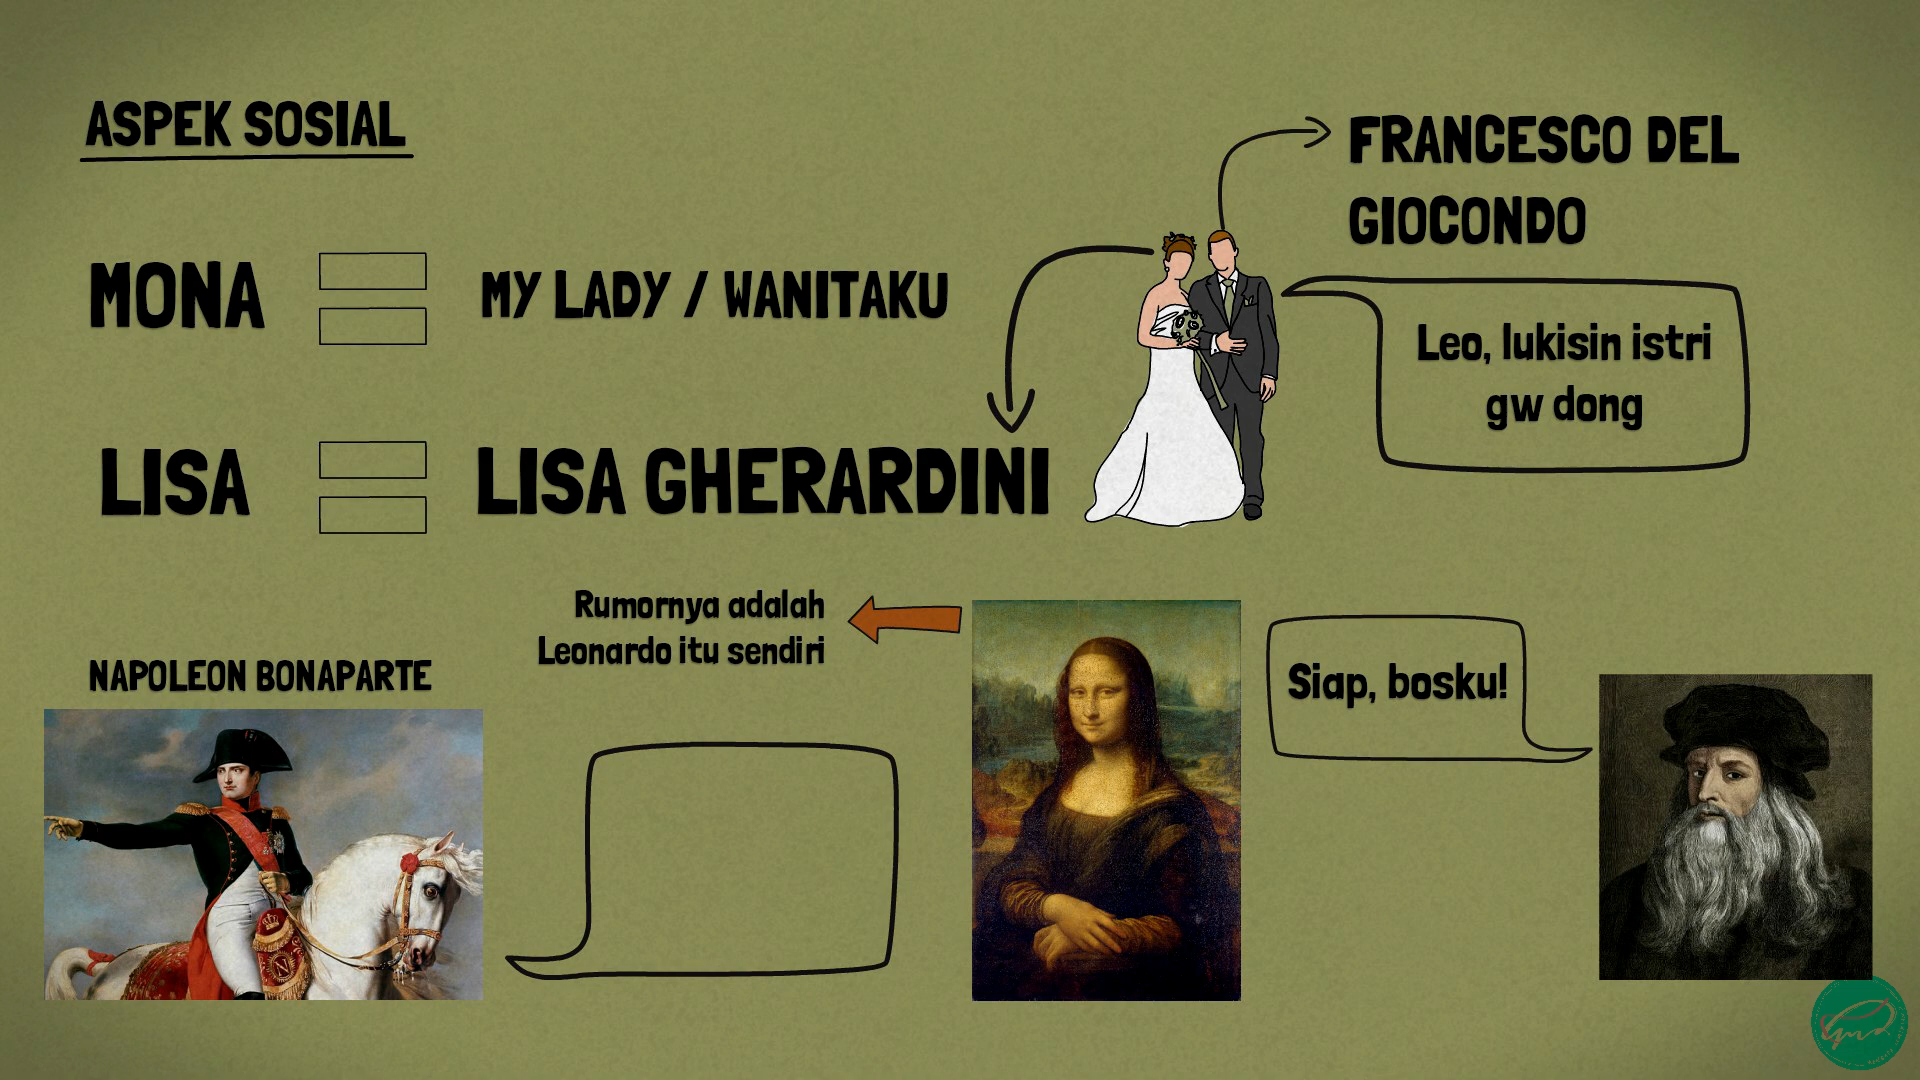 ASPEK SOSIAL
MONA
MY LADY / WANITAKU
LISA
LISA GHERARDINI
FRANCESCO DEL
GIOCONDO
Leo, lukisin istri
gw dong
Rumornya adalah
Leonardo itu sendiri
Siap, bosku!
NAPOLEON BONAPARTE
N